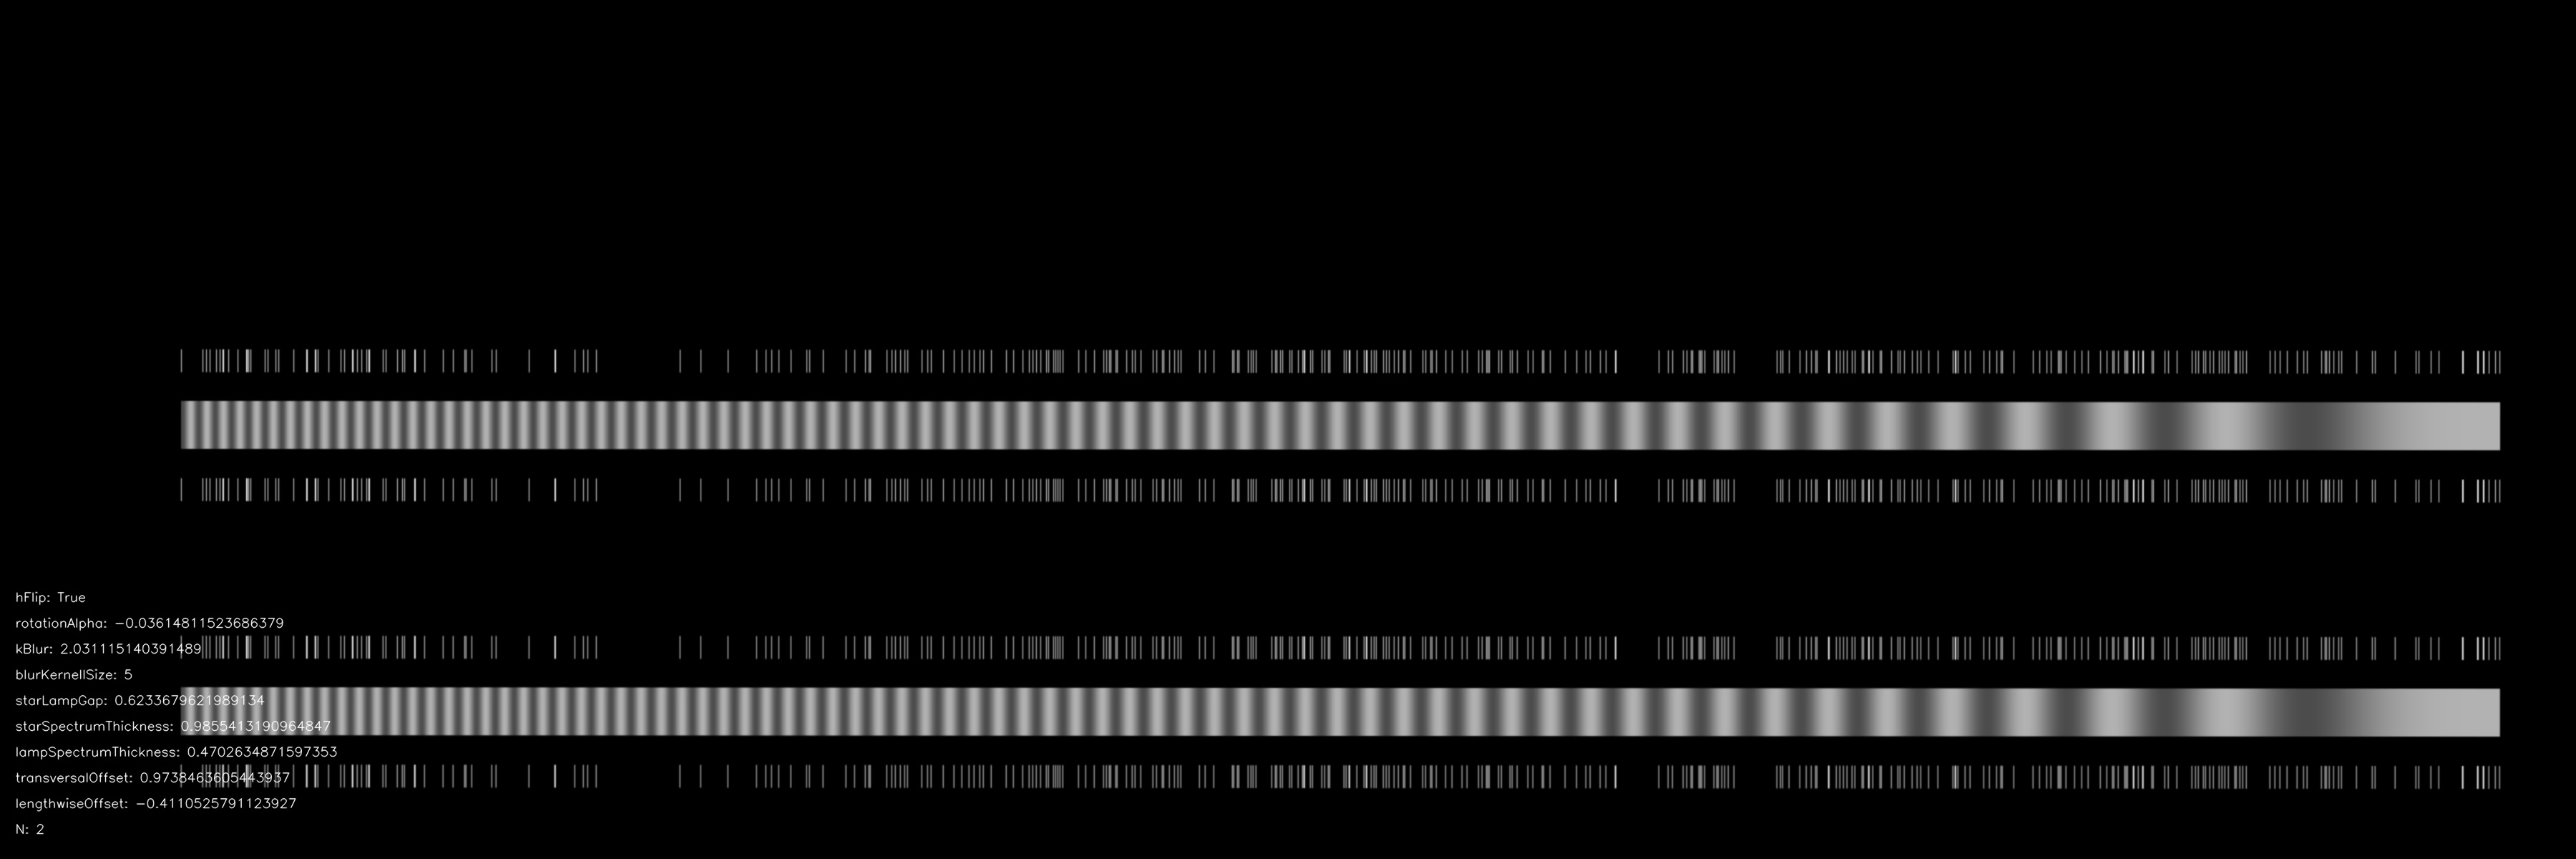 hFlip: True
rotationAlpha: −0.03614811523686379
kBlur: 2.031115140391489
blurKernellSize: 5
starLampGap: 0.6233679621989134
starSpectrumThickness: 0.9855413190964847
lampSpectrumThickness: 0.4702634871597353
transversalOffset: 0.9738463605443937
lengthwiseOffset: −0.4110525791123927
N: 2